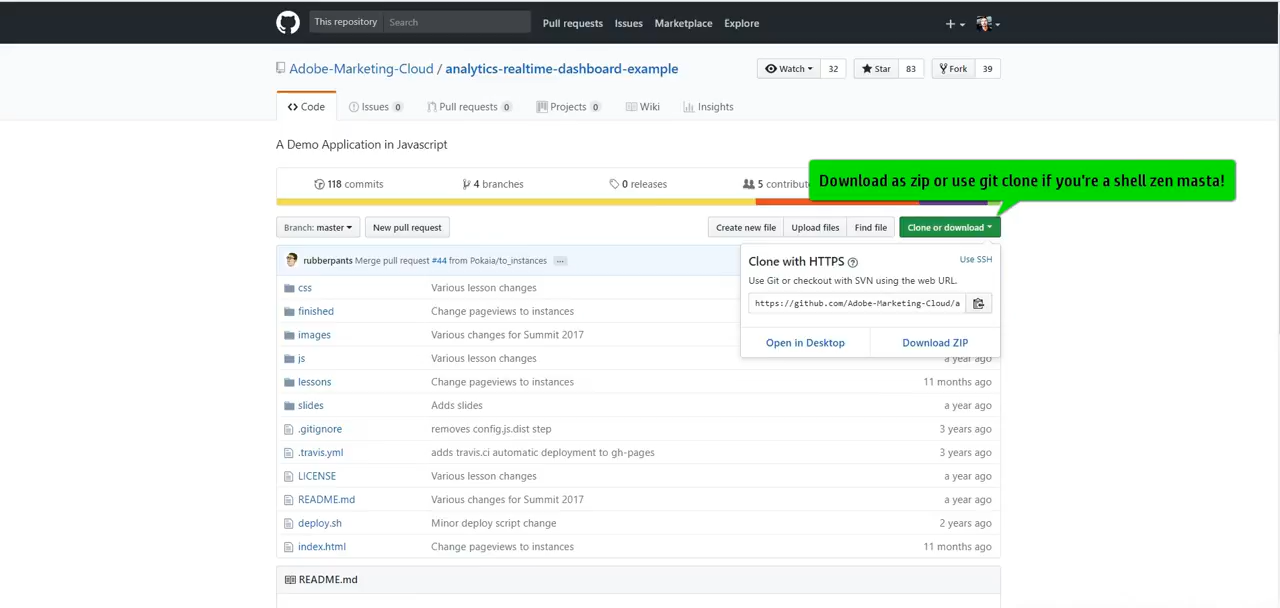 This repository Search Pull requests Issues Marketplace Explore
Adobe-Marketing-Cloud / analytics-realtime-dashboard-example Watch 32 Star 83 Fork 39
Code Issues 0 Pull requests 0 Projects 0 Wiki Insights
A Demo Application in Javascript
118 commits 4 branches 0 releases 5 contribut
Download as zip or use git clone if you're a shell zen masta!
Branch: master New pull request Create new file Upload files Find file Clone or download
rubberpants Merge pull request #44 from Pokaia/to_instances ...
Clone with HTTPS Use SSH
Use Git or checkout with SVN using the web URL.
https://github.com/Adobe-Marketing-Cloud/a
Open in Desktop Download ZIP
css Various lesson changes
finished Change pageviews to instances
images Various changes for Summit 2017
js Various lesson changes a year ago
lessons Change pageviews to instances 11 months ago
slides Adds slides a year ago
.gitignore removes config.js.dist step 3 years ago
.travis.yml adds travis.ci automatic deployment to gh-pages 3 years ago
LICENSE Various lesson changes a year ago
README.md Various changes for Summit 2017 a year ago
deploy.sh Minor deploy script change 2 years ago
index.html Change pageviews to instances 11 months ago
README.md